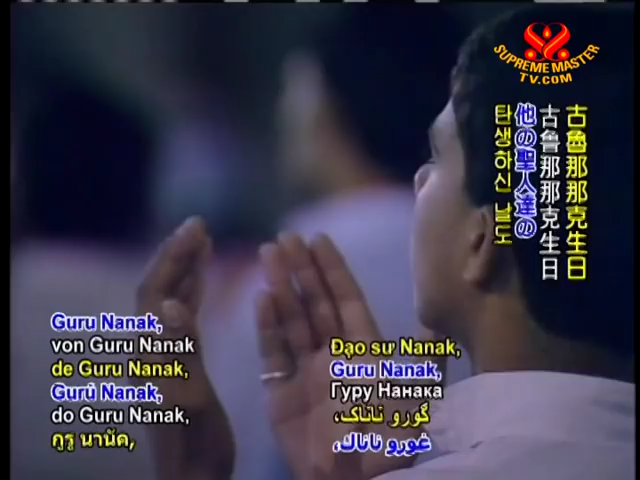 SUPREME MASTER
TV.COM
古魯那那克生日
古魯那那克生日
他の聖人達の
탄생하신 날도
Guru Nanak,
von Guru Nanak
de Guru Nanak,
Gurú Nanak,
do Guru Nanak,
กูรู นานัค,
Đạo sư Nanak,
Guru Nanak,
Гуру Нанака
گورو ناناک،
غورو ناناك،